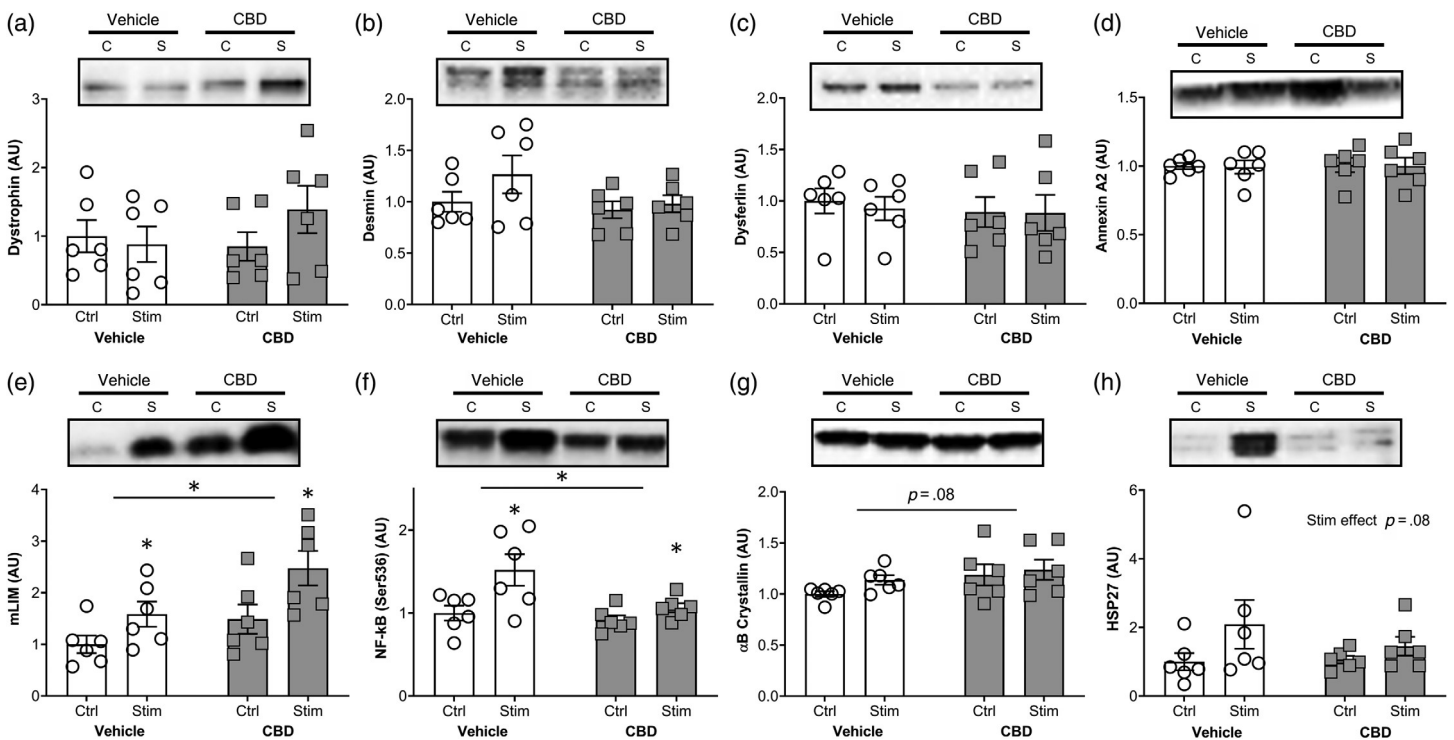 (a)
Vehicle CBD
C S C S
3
2
1
0
Dystrophin (AU)
Ctrl Stim Ctrl Stim
Vehicle CBD
(b)
Vehicle CBD
C S C S
2.0
1.5
1.0
0.5
0.0
Desmin (AU)
Ctrl Stim Ctrl Stim
Vehicle CBD
(c)
Vehicle CBD
C S C S
2.0
1.5
1.0
0.5
0.0
Dysferlin (AU)
Ctrl Stim Ctrl Stim
Vehicle CBD
(d)
Vehicle CBD
C S C S
1.5
1.0
0.5
0.0
Annexin A2 (AU)
Ctrl Stim Ctrl Stim
Vehicle CBD
(e)
Vehicle CBD
C S C S
4
3
2
1
0
mLIM (AU)
* * *
Ctrl Stim Ctrl Stim
Vehicle CBD
(f)
Vehicle CBD
C S C S
2
1
0
NF-kB (Ser536) (AU)
* * *
Ctrl Stim Ctrl Stim
Vehicle CBD
(g)
Vehicle CBD
C S C S
2.0
1.5
1.0
0.5
0.0
αB Crystallin (AU)
p = .08
Ctrl Stim Ctrl Stim
Vehicle CBD
(h)
Vehicle CBD
C S C S
6
4
2
0
HSP27 (AU)
Stim effect p = .08
Ctrl Stim Ctrl Stim
Vehicle CBD